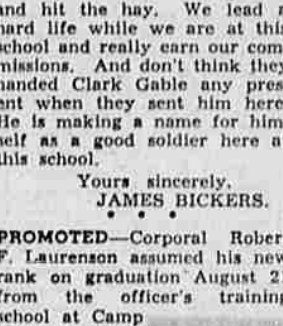 and hit the hay. We lead a
hard life while we are at this
school and really earn our com-
missions. And don't think they
handed Clark Gable any pres-
ent when they sent him here.
He is making a name for him-
self as a good soldier here at
this school.
Yours sincerely,
JAMES BICKERS.
• • •
PROMOTED—Corporal Robert
F. Laurenson assumed his new
rank on graduation August 21
from the officer's training
school at Camp